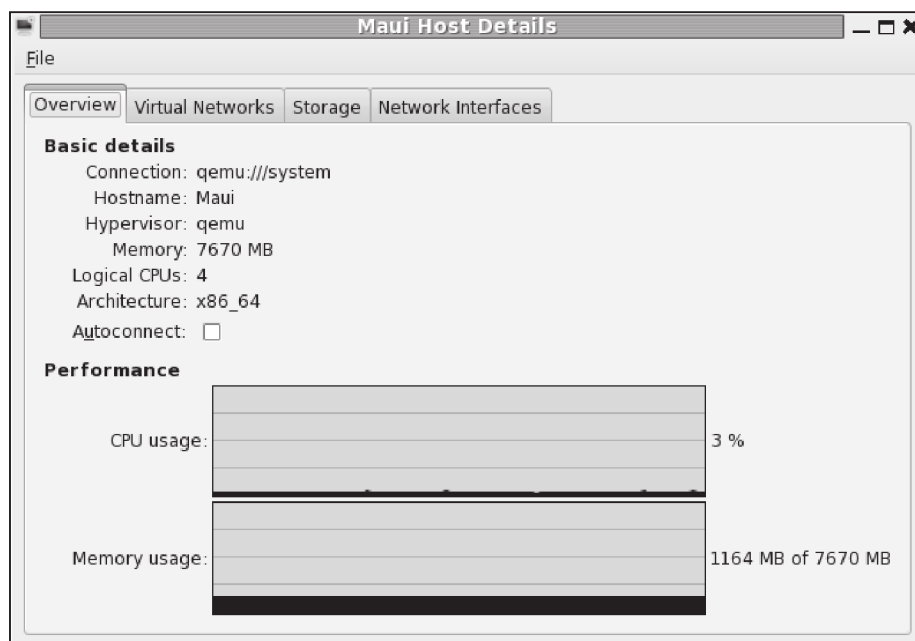 Maui Host Details
File
Overview Virtual Networks Storage Network Interfaces
Basic details
Connection: qemu:///system
Hostname: Maui
Hypervisor: qemu
Memory: 7670 MB
Logical CPUs: 4
Architecture: x86_64
Autoconnect:
Performance
CPU usage: 3 %
Memory usage: 1164 MB of 7670 MB